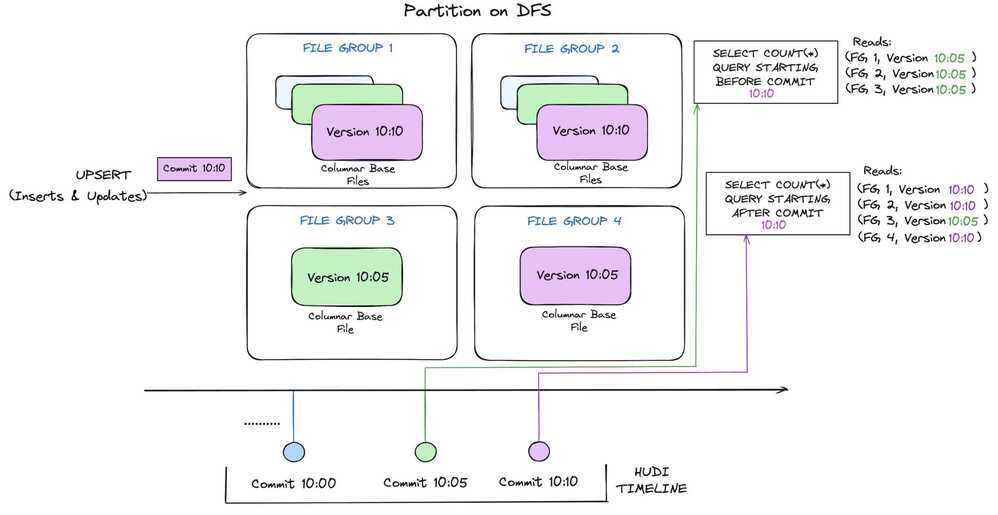 Partition on DFS
FILE GROUP 1
Version 10:10
Columnar Base
Files
FILE GROUP 2
Version 10:10
Columnar Base
Files
SELECT COUNT(*)
QUERY STARTING
BEFORE COMMIT
10:10
Reads:
(FG 1, Version 10:05 )
(FG 2, Version 10:05 )
(FG 3, Version 10:05 )
UPSERT
(Inserts & Updates)
Commit 10:10
SELECT COUNT(*)
QUERY STARTING
AFTER COMMIT
10:10
Reads:
(FG 1, Version 10:10 )
(FG 2, Version 10:10 )
(FG 3, Version 10:05 )
(FG 4, Version 10:10 )
FILE GROUP 3
Version 10:05
Columnar Base
File
FILE GROUP 4
Version 10:05
Columnar Base
File
..........
Commit 10:00
Commit 10:05
Commit 10:10
HUDI
TIMELINE